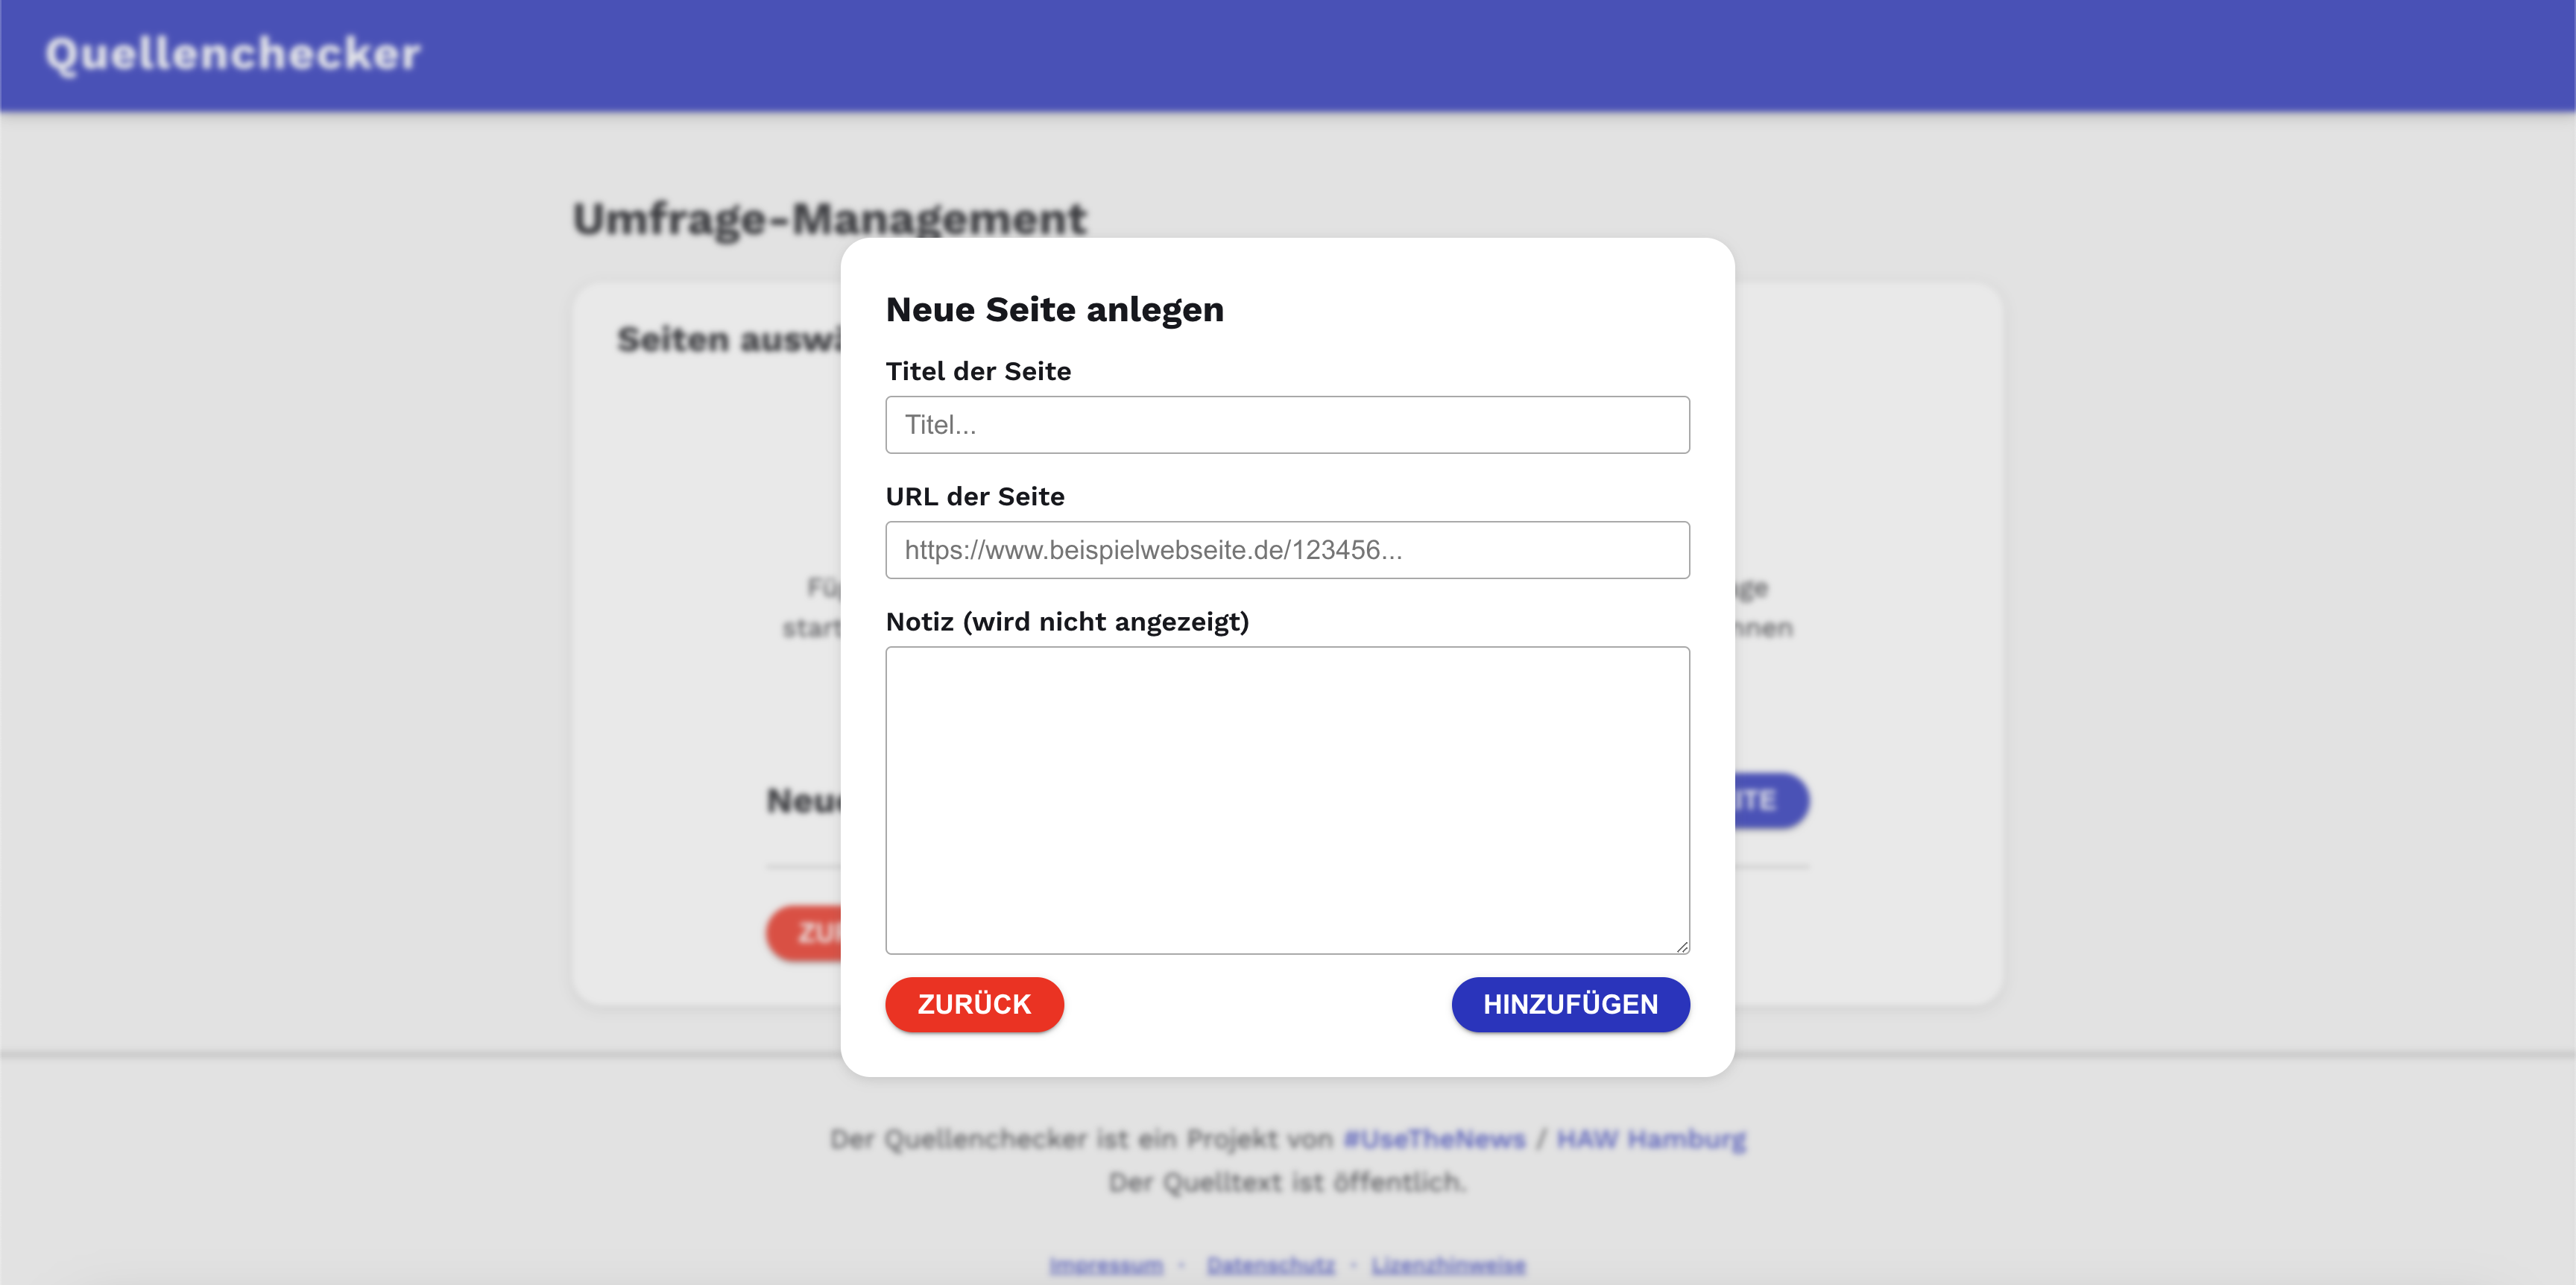 Quellenchecker
Umfrage-Management
Seiten
Neue Seite anlegen
Titel der Seite
Titel...
URL der Seite
https://www.beispielwebseite.de/123456...
Notiz (wird nicht angezeigt)
ZURÜCK
HINZUFÜGEN
Der Quellenchecker ist ein Projekt von #UseTheNews / HAW Hamburg
Der Quelltext ist öffentlich.
Impressum · Datenschutz · Lizenzhinweise